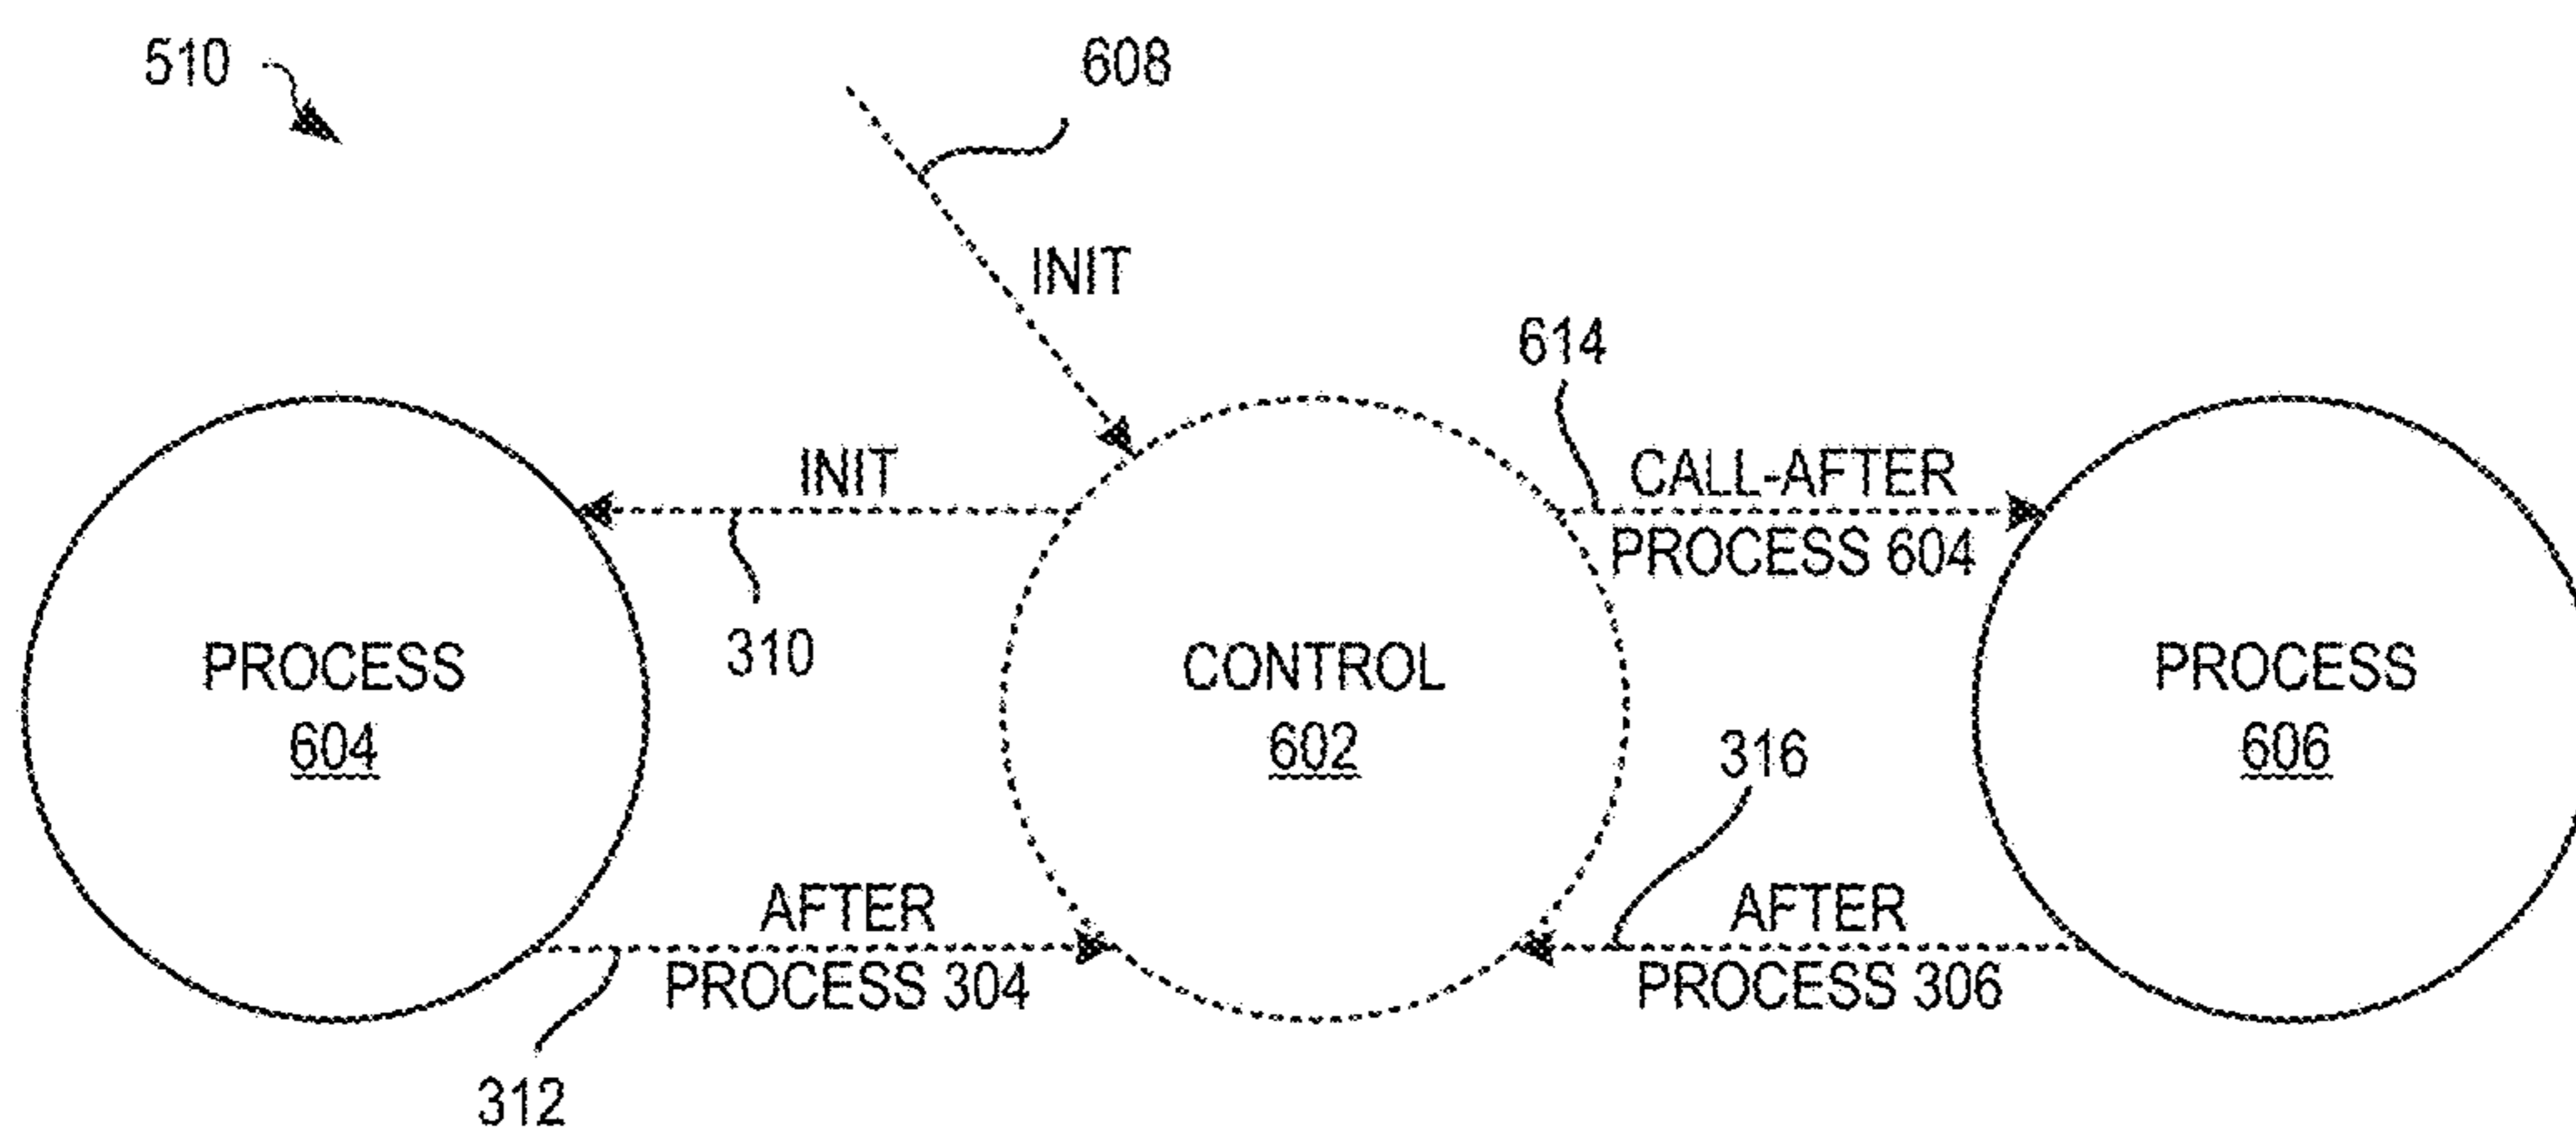 510
608
INIT
614
INIT
CALL-AFTER
PROCESS 604
310
PROCESS
604
CONTROL
602
PROCESS
606
316
AFTER
PROCESS 304
AFTER
PROCESS 306
312